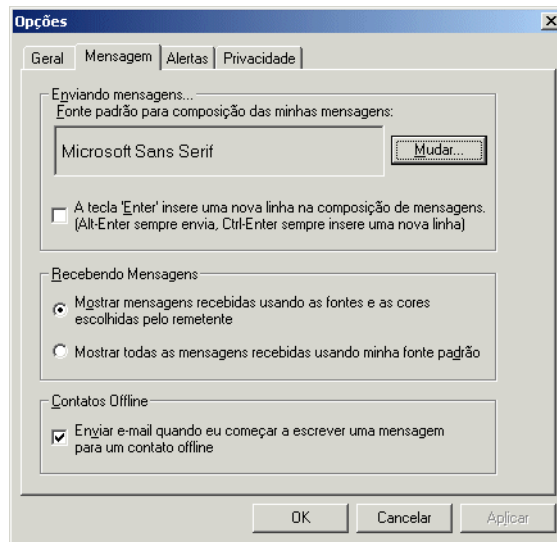 Opções
Geral Mensagem Alertas Privacidade
Enviando mensagens...
Fonte padrão para composição das minhas mensagens:
Microsoft Sans Serif
Mudar...
A tecla 'Enter' insere uma nova linha na composição de mensagens.
(Alt-Enter sempre envia, Ctrl-Enter sempre insere uma nova linha)
Recebendo Mensagens
Mostrar mensagens recebidas usando as fontes e as cores
escolhidas pelo remetente
Mostrar todas as mensagens recebidas usando minha fonte padrão
Contatos Offline
Enviar e-mail quando eu começar a escrever uma mensagem
para um contato offline
OK Cancelar Aplicar